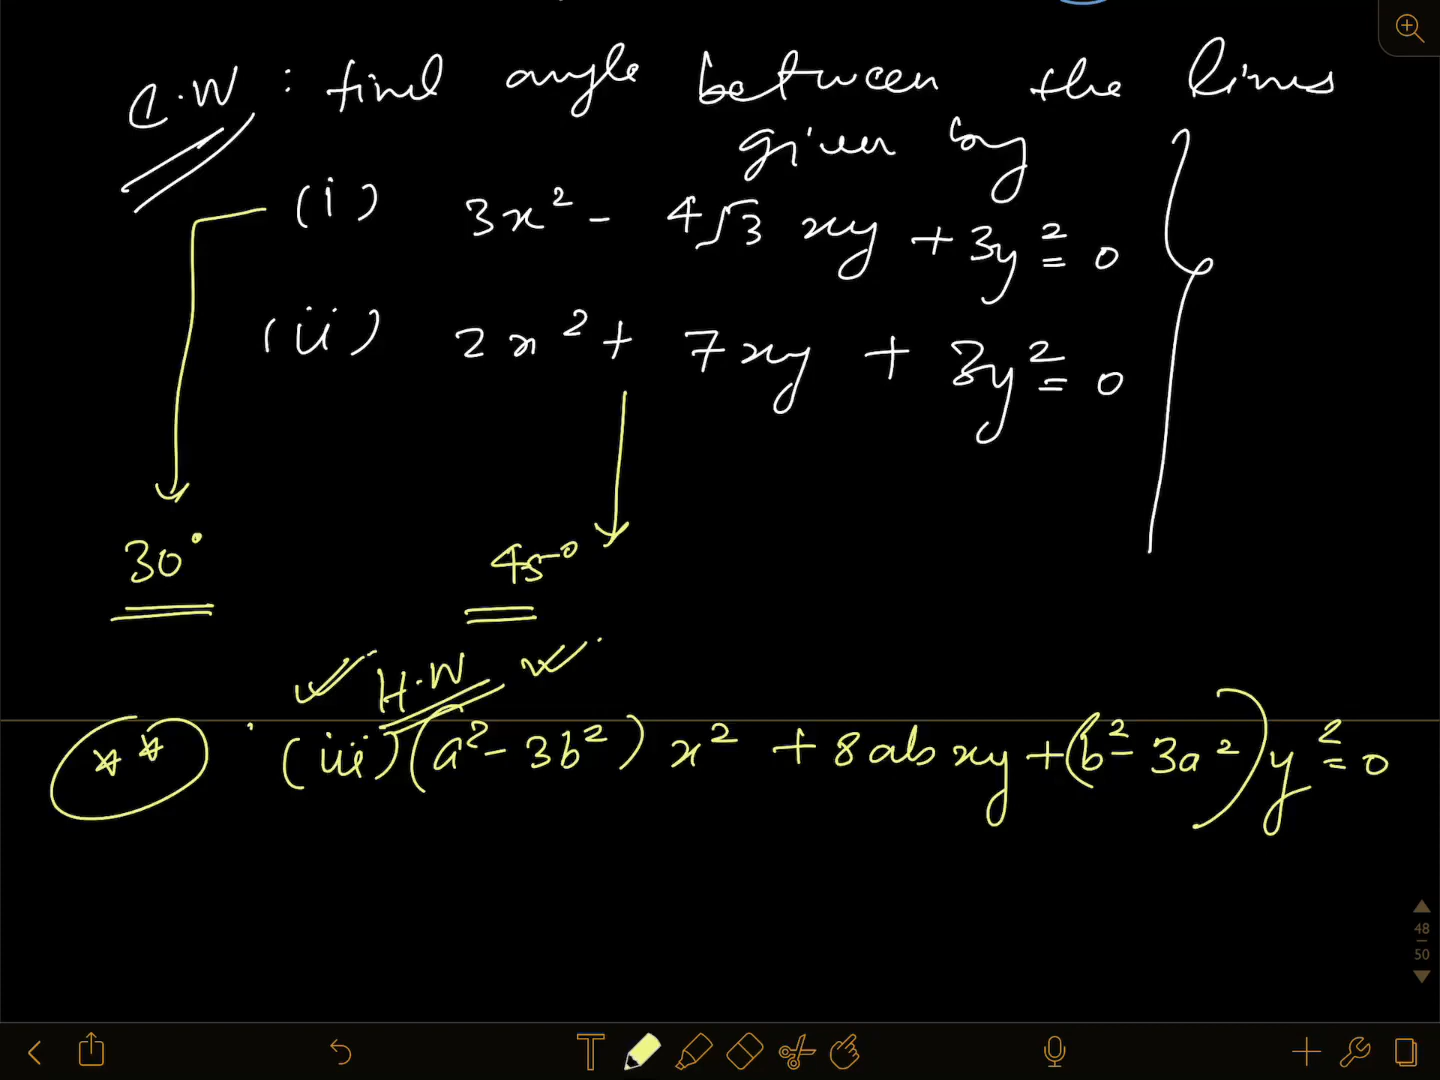 C.W : find angle between the lines
given by
(i) 3x² - 4√3 xy + 3y² = 0
(ii) 2x² + 7xy + 3y² = 0
30° 45°
H.W
** (iii) (a² - 3b²) x² + 8ab xy + (b² - 3a²) y² = 0
48
50
T